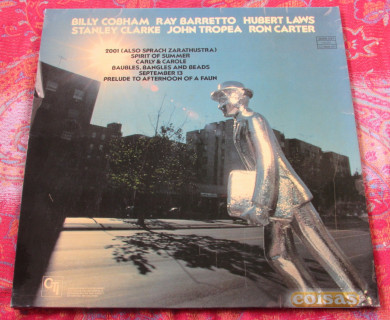 BILLY COBHAM RAY BARRETTO HUBERT LAWS
STANLEY CLARKE JOHN TROPEA RON CARTER
2001 (ALSO SPRACH ZARATHUSTRA)
SPIRIT OF SUMMER
CARLY & CAROLE
BAUBLES, BANGLES AND BEADS
SEPTEMBER 13
PRELUDE TO AFTERNOON OF A FAUN
CTI
coisas